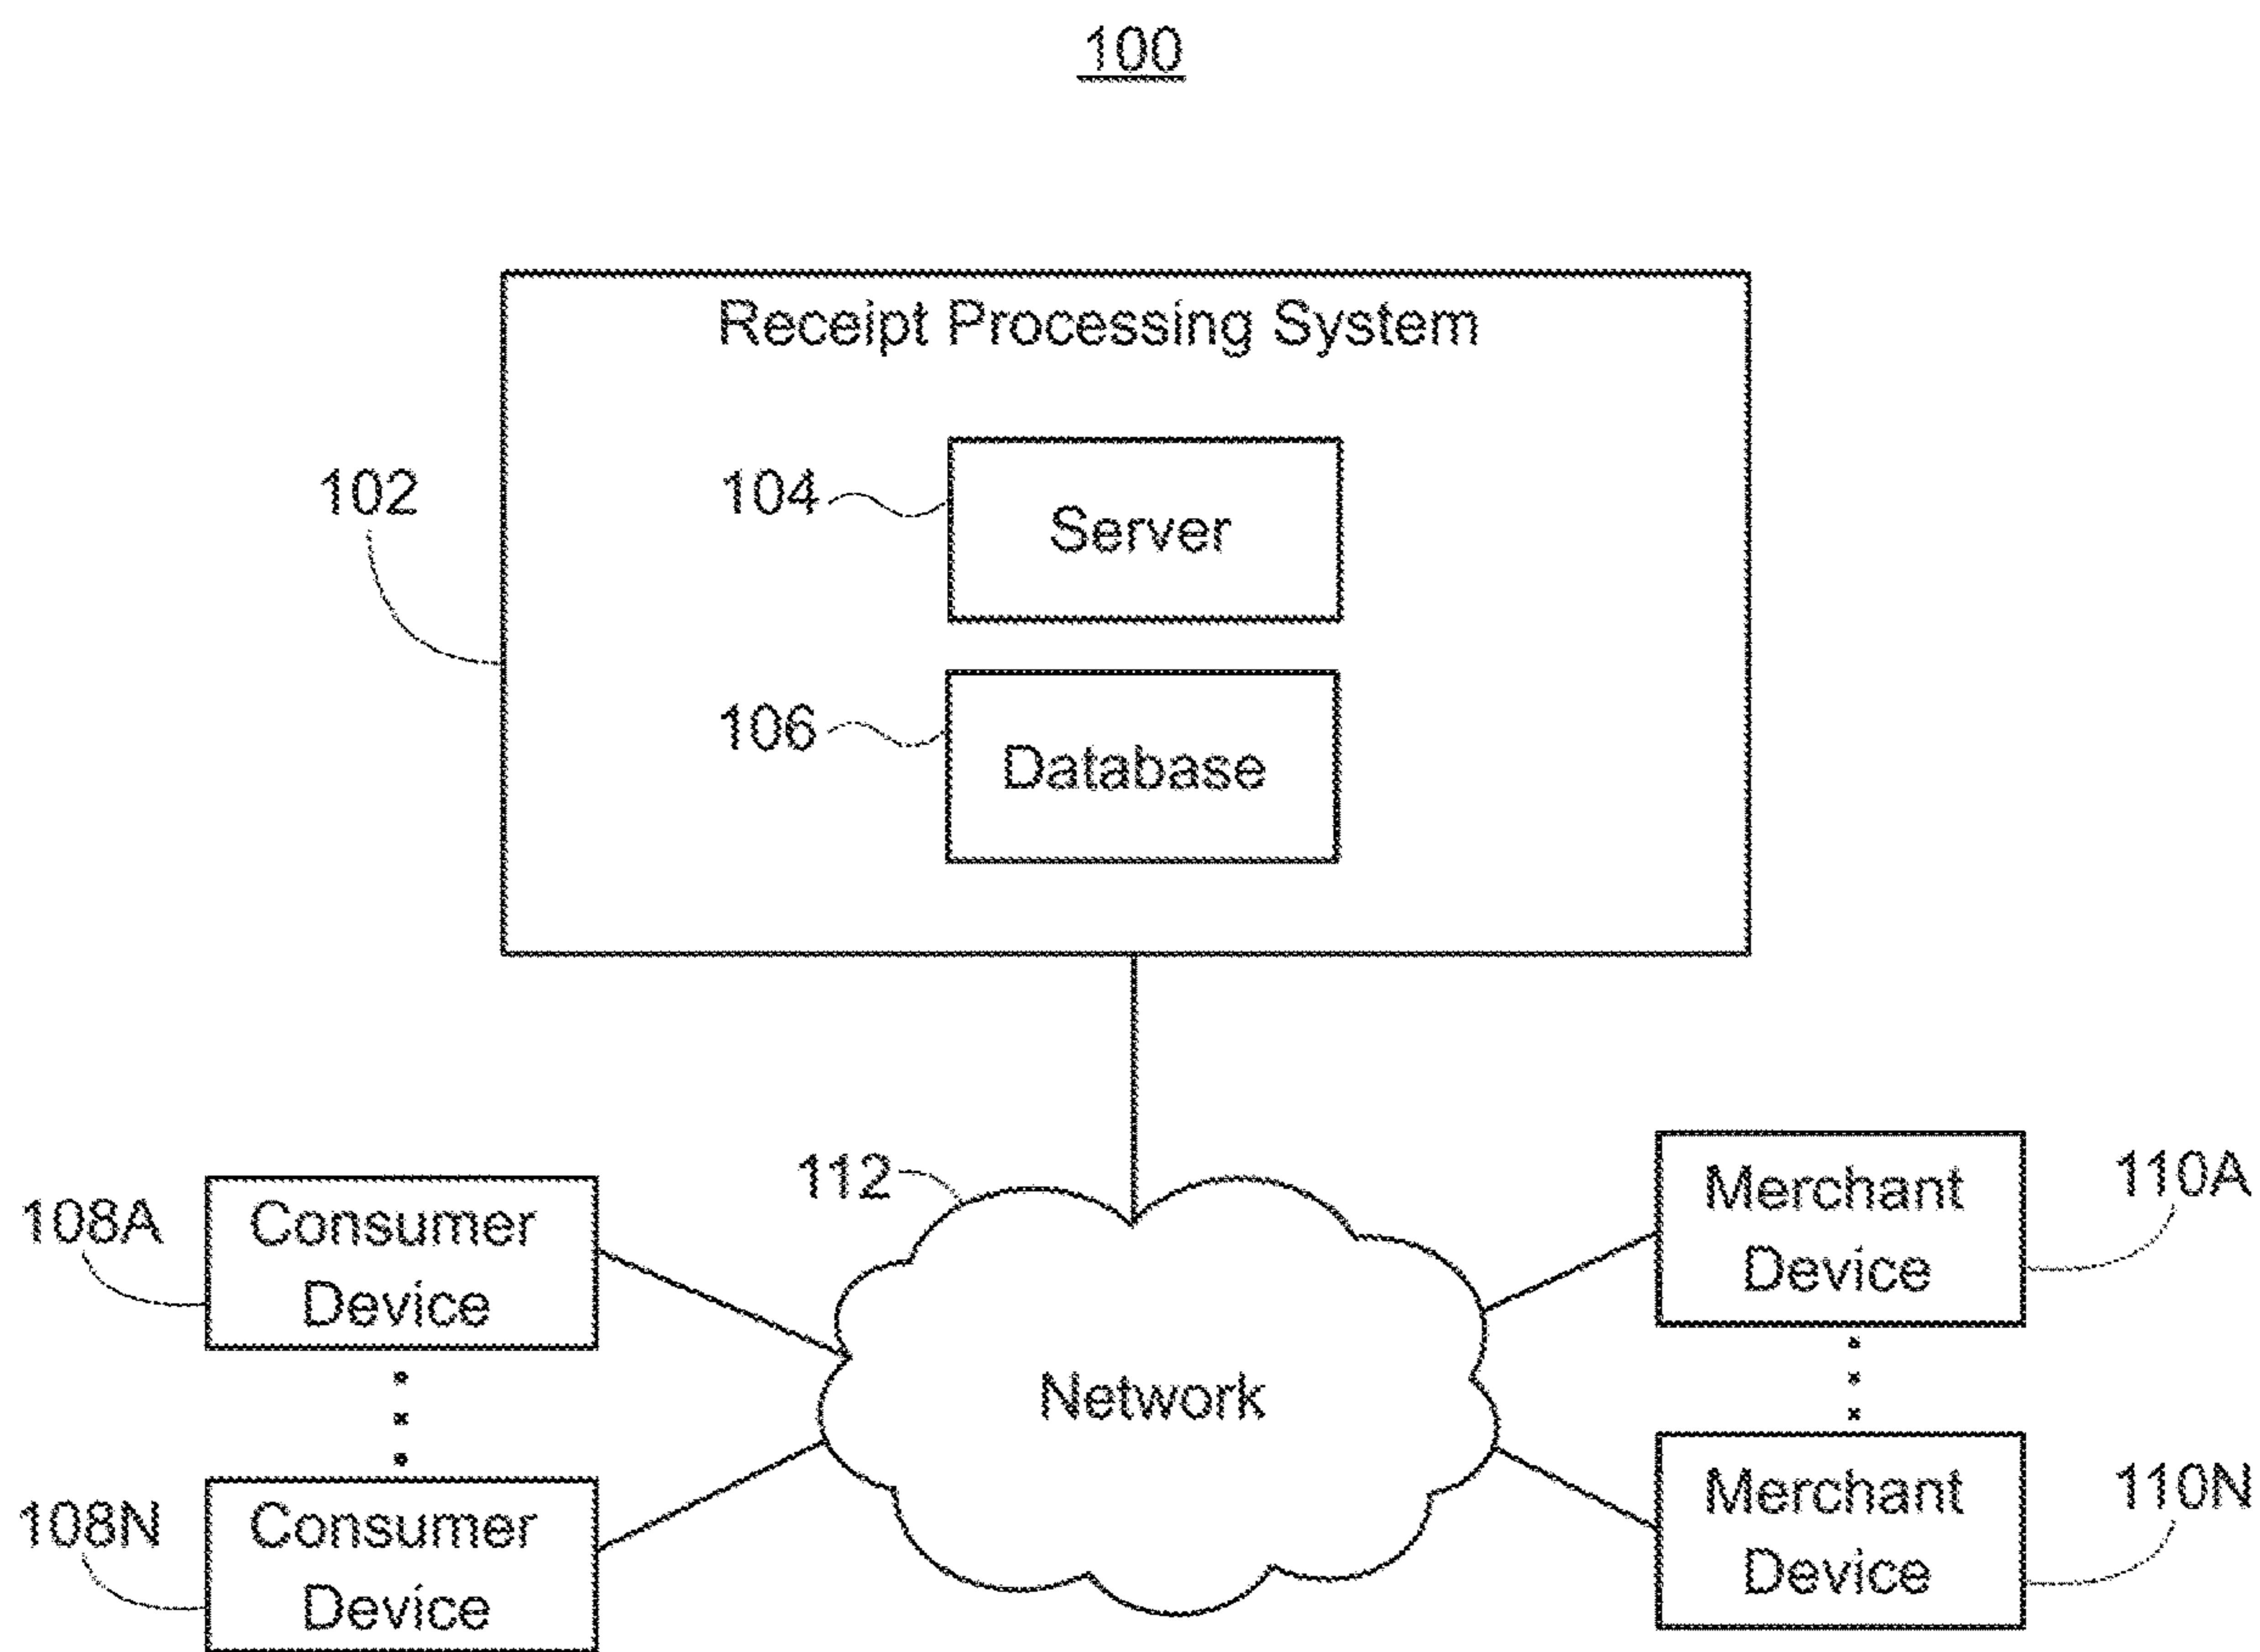 100
Receipt Processing System
102
104
Server
106
Database
112
108A
Consumer
Device
110A
Merchant
Device
Network
108N
Consumer
Device
110N
Merchant
Device